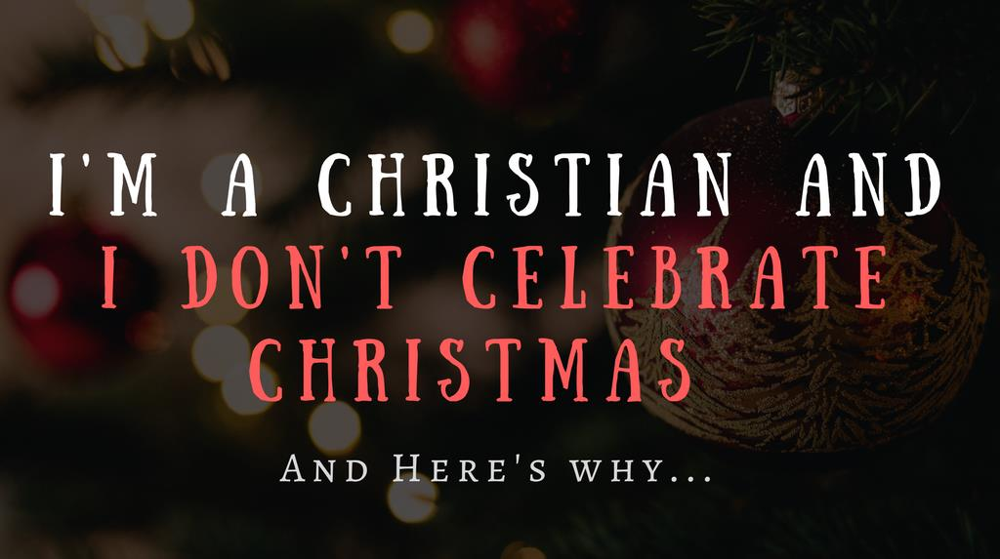 I'M A CHRISTIAN AND
I DON'T CELEBRATE
CHRISTMAS
AND HERE'S WHY...